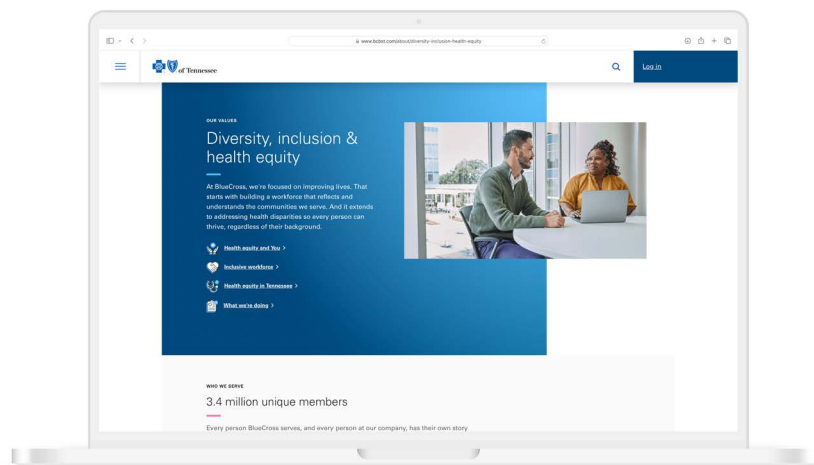 www.bcbst.com/about/diversity-inclusion-health-equity
of Tennessee
Log in
OUR VALUES
Diversity, inclusion &
health equity
At BlueCross, we're focused on improving lives. That
starts with building a workforce that reflects and
understands the communities we serve. And it extends
to addressing health disparities so every person can
thrive, regardless of their background.
Health equity and You >
Inclusive workforce >
Health equity in Tennessee >
What we're doing >
WHO WE SERVE
3.4 million unique members
Every person BlueCross serves, and every person at our company, has their own story